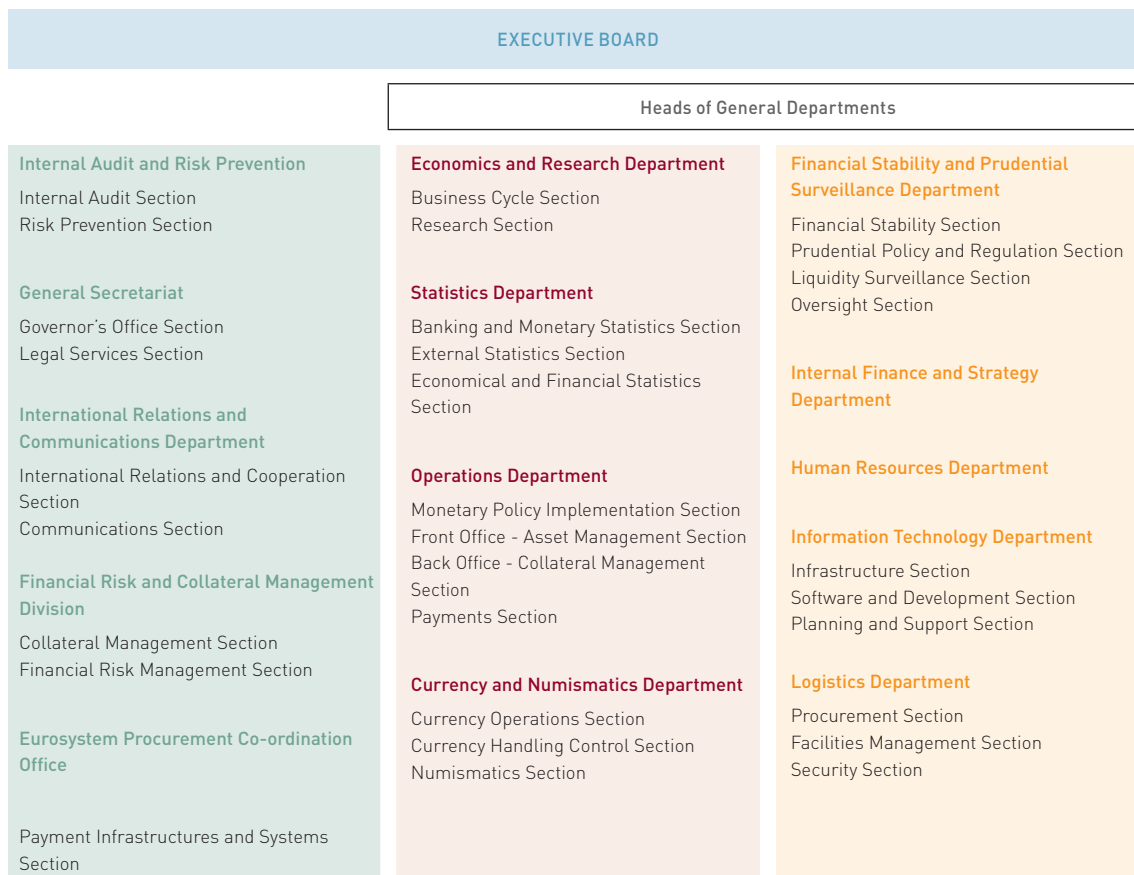 EXECUTIVE BOARD
Heads of General Departments
Internal Audit and Risk Prevention
Internal Audit Section
Risk Prevention Section
General Secretariat
Governor's Office Section
Legal Services Section
International Relations and
Communications Department
International Relations and Cooperation
Section
Communications Section
Financial Risk and Collateral Management
Division
Collateral Management Section
Financial Risk Management Section
Eurosystem Procurement Co-ordination
Office
Payment Infrastructures and Systems
Section
Economics and Research Department
Business Cycle Section
Research Section
Statistics Department
Banking and Monetary Statistics Section
External Statistics Section
Economical and Financial Statistics
Section
Operations Department
Monetary Policy Implementation Section
Front Office - Asset Management Section
Back Office - Collateral Management
Section
Payments Section
Currency and Numismatics Department
Currency Operations Section
Currency Handling Control Section
Numismatics Section
Financial Stability and Prudential
Surveillance Department
Financial Stability Section
Prudential Policy and Regulation Section
Liquidity Surveillance Section
Oversight Section
Internal Finance and Strategy
Department
Human Resources Department
Information Technology Department
Infrastructure Section
Software and Development Section
Planning and Support Section
Logistics Department
Procurement Section
Facilities Management Section
Security Section